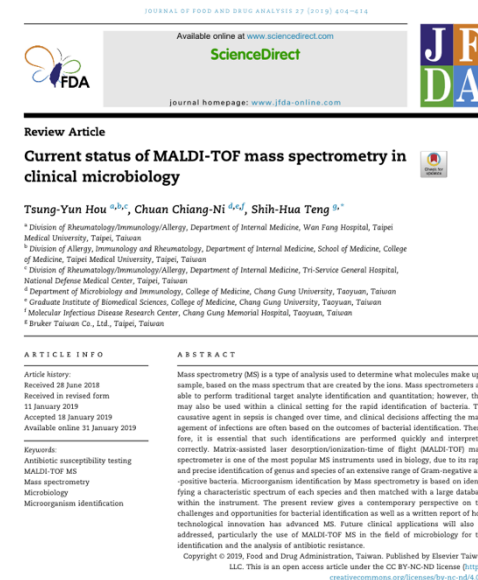 JOURNAL OF FOOD AND DRUG ANALYSIS 27 (2019) 404–414
Available online at www.sciencedirect.com
ScienceDirect
journal homepage: www.jfda-online.com
FDA
J F
D A
Review Article
Current status of MALDI-TOF mass spectrometry in
clinical microbiology
Check for
updates
Tsung-Yun Hou a,b,c, Chuan Chiang-Ni d,e,f, Shih-Hua Teng g,*
a Division of Rheumatology/Immunology/Allergy, Department of Internal Medicine, Wan Fang Hospital, Taipei
Medical University, Taipei, Taiwan
b Division of Allergy, Immunology and Rheumatology, Department of Internal Medicine, School of Medicine, College
of Medicine, Taipei Medical University, Taipei, Taiwan
c Division of Rheumatology/Immunology/Allergy, Department of Internal Medicine, Tri-Service General Hospital,
National Defense Medical Center, Taipei, Taiwan
d Department of Microbiology and Immunology, College of Medicine, Chang Gung University, Taoyuan, Taiwan
e Graduate Institute of Biomedical Sciences, College of Medicine, Chang Gung University, Taoyuan, Taiwan
f Molecular Infectious Disease Research Center, Chang Gung Memorial Hospital, Taoyuan, Taiwan
g Bruker Taiwan Co., Ltd., Taipei, Taiwan
ARTICLE INFO
Article history:
Received 28 June 2018
Received in revised form
11 January 2019
Accepted 18 January 2019
Available online 31 January 2019
Keywords:
Antibiotic susceptibility testing
MALDI-TOF MS
Mass spectrometry
Microbiology
Microorganism identification
ABSTRACT
Mass spectrometry (MS) is a type of analysis used to determine what molecules make up
sample, based on the mass spectrum that are created by the ions. Mass spectrometers a
able to perform traditional target analyte identification and quantitation; however, th
may also be used within a clinical setting for the rapid identification of bacteria. T
causative agent in sepsis is changed over time, and clinical decisions affecting the ma
agement of infections are often based on the outcomes of bacterial identification. Ther
fore, it is essential that such identifications are performed quickly and interpret
correctly. Matrix-assisted laser desorption/ionization-time of flight (MALDI-TOF) ma
spectrometer is one of the most popular MS instruments used in biology, due to its rap
and precise identification of genus and species of an extensive range of Gram-negative a
-positive bacteria. Microorganism identification by Mass spectrometry is based on iden
fying a characteristic spectrum of each species and then matched with a large databa
within the instrument. The present review gives a contemporary perspective on t
challenges and opportunities for bacterial identification as well as a written report of ho
technological innovation has advanced MS. Future clinical applications will also
addressed, particularly the use of MALDI-TOF MS in the field of microbiology for t
identification and the analysis of antibiotic resistance.
Copyright © 2019, Food and Drug Administration, Taiwan. Published by Elsevier Taiw
LLC. This is an open access article under the CC BY-NC-ND license (http
creativecommons.org/licenses/by-nc-nd/4.0